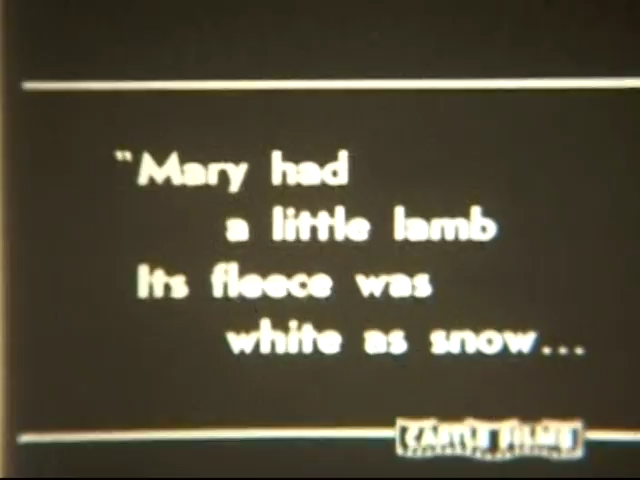 "Mary had
a little lamb
Its fleece was
white as snow...
CASTLE FILMS